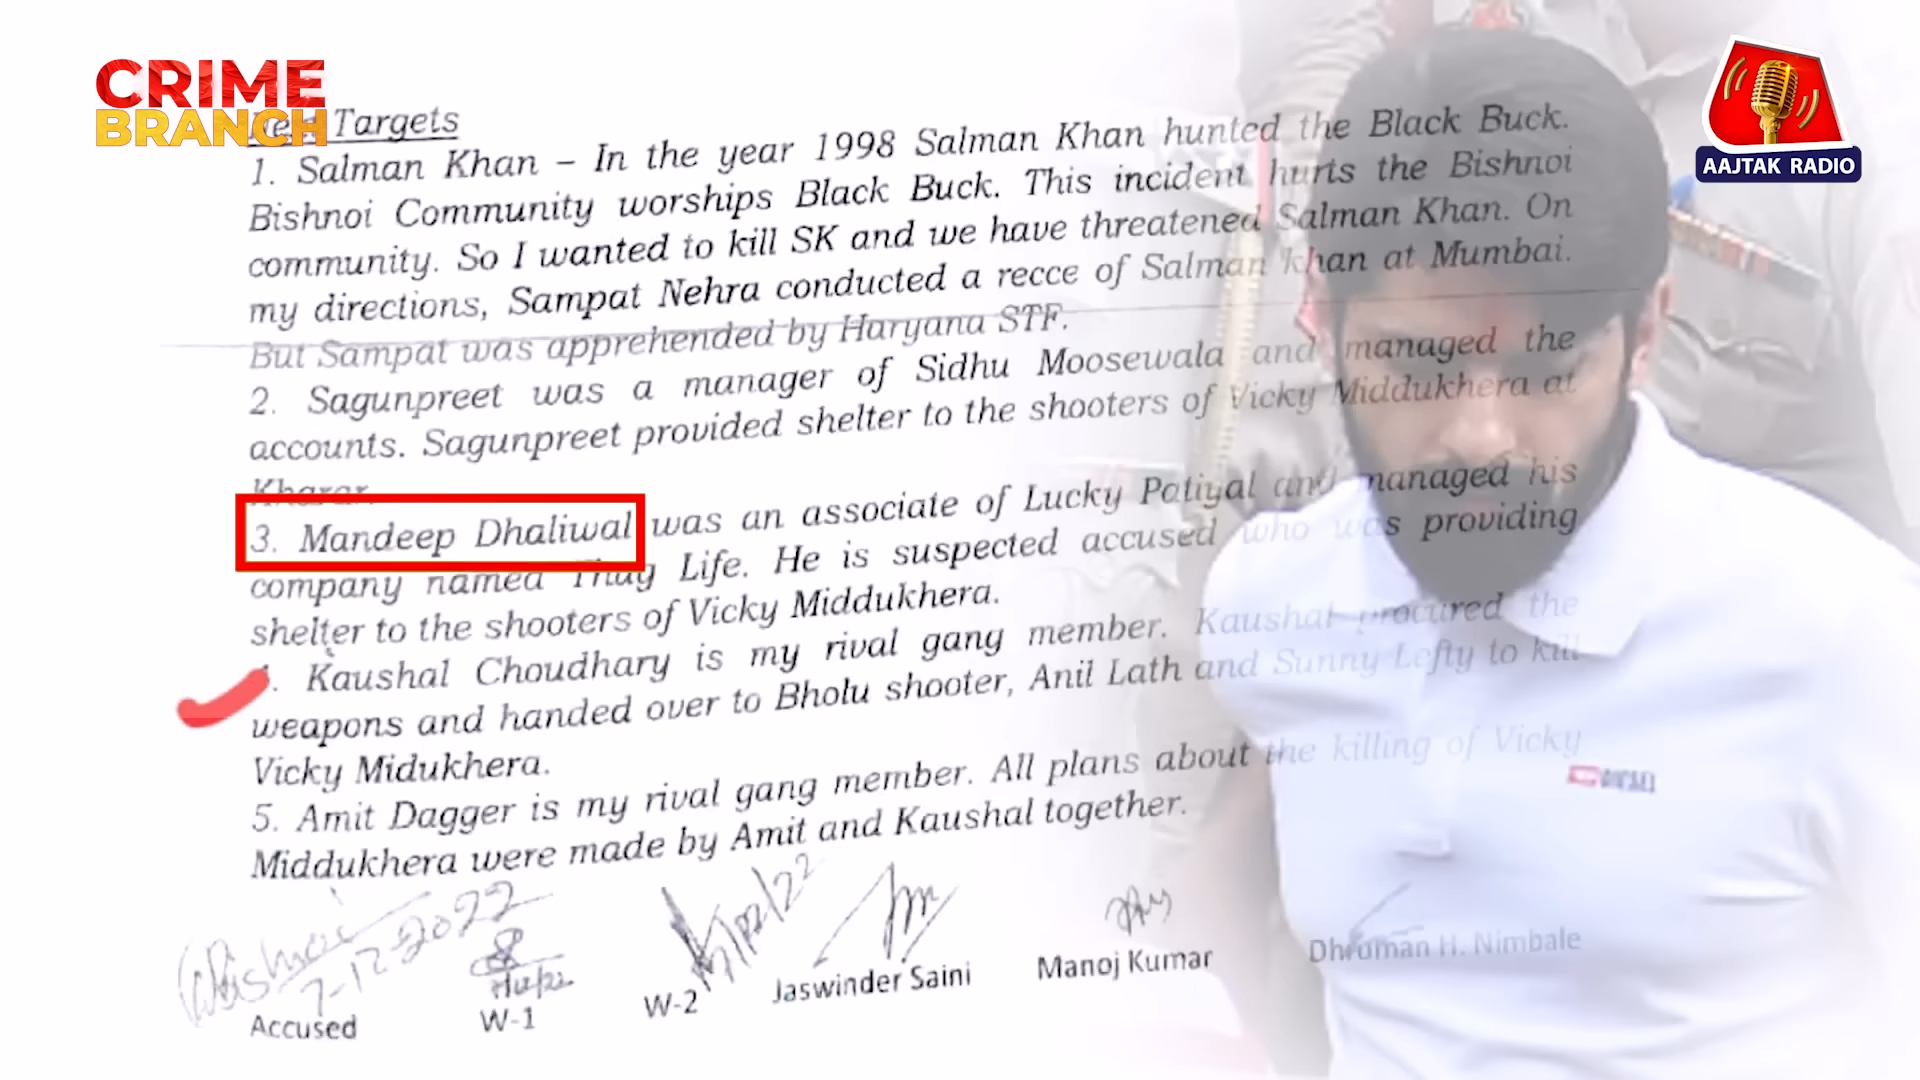 CRIME
BRANCH
AAJTAK RADIO
Targets
1. Salman Khan – In the year 1998 Salman Khan hunted the Black Buck.
Bishnoi Community worships Black Buck. This incident hurts the Bishnoi
community. So I wanted to kill SK and we have threatened Salman Khan. On
my directions, Sampat Nehra conducted a recce of Salman khan at Mumbai.
But Sampat was apprehended by Haryana STF.
2. Sagunpreet was a manager of Sidhu Moosewala and managed the
accounts. Sagunpreet provided shelter to the shooters of Vicky Middukhera at
Kharar.
3. Mandeep Dhaliwal was an associate of Lucky Patiyal and managed his
company named Thug Life. He is suspected accused who was providing
shelter to the shooters of Vicky Middukhera.
4. Kaushal Choudhary is my rival gang member. Kaushal procured the
weapons and handed over to Bholu shooter, Anil Lath and Sunny Lefty to kill
Vicky Midukhera.
5. Amit Dagger is my rival gang member. All plans about the killing of Vicky
Middukhera were made by Amit and Kaushal together.
Bishnoi
7-12-2022
Accused
W-1
W-2
Jaswinder Saini
Manoj Kumar
Dhruman H. Nimbale
DIESEL